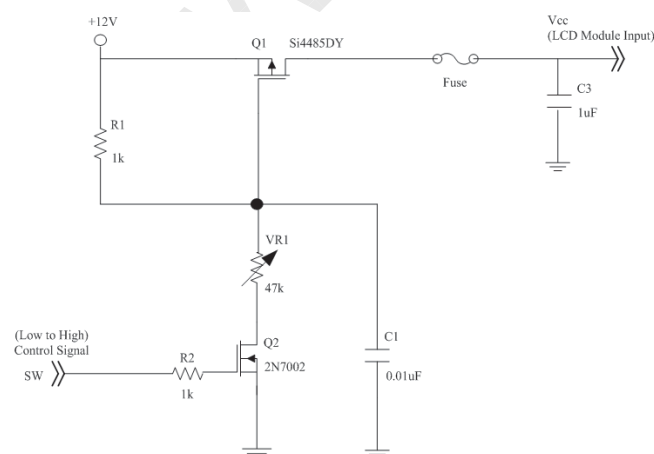 +12V
Q1
Si4485DY
Vcc
(LCD Module Input)
Fuse
C3
1uF
R1
1k
VR1
47k
(Low to High)
Control Signal
SW
R2
1k
Q2
2N7002
C1
0.01uF